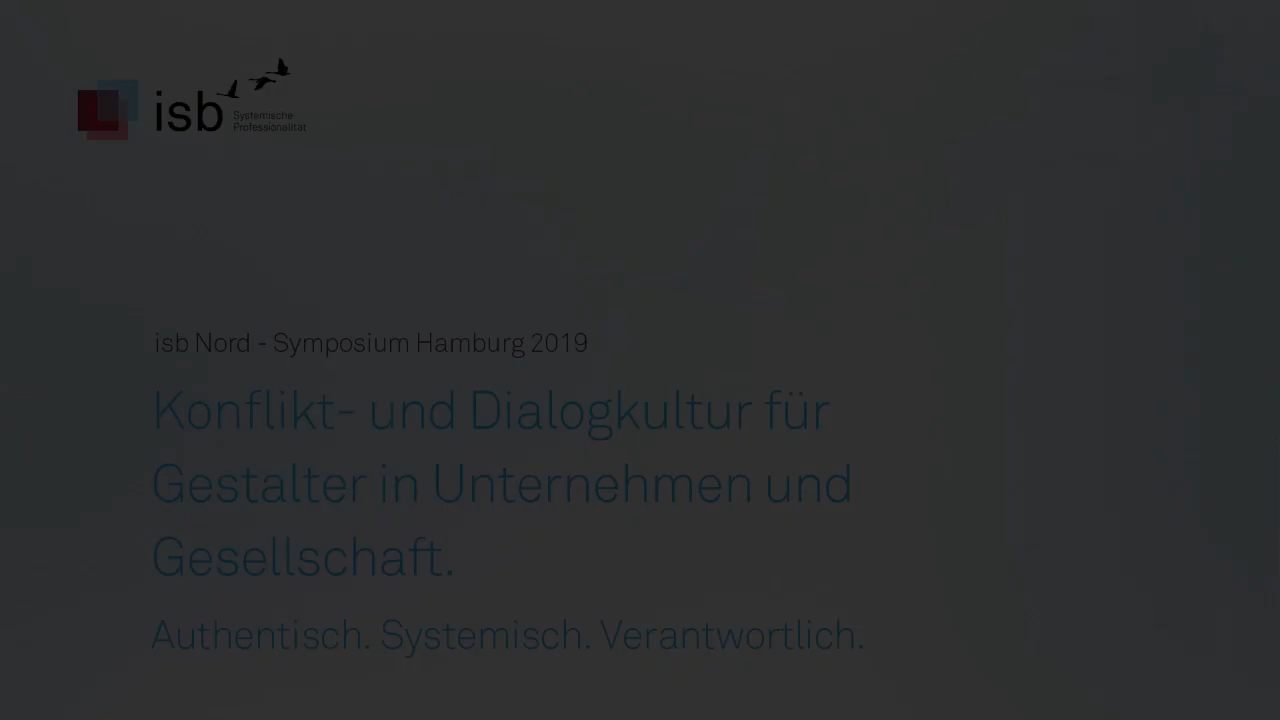 isb
Systemische
Professionalität
isb Nord - Symposium Hamburg 2019
Konflikt- und Dialogkultur für
Gestalter in Unternehmen und
Gesellschaft.
Authentisch. Systemisch. Verantwortlich.